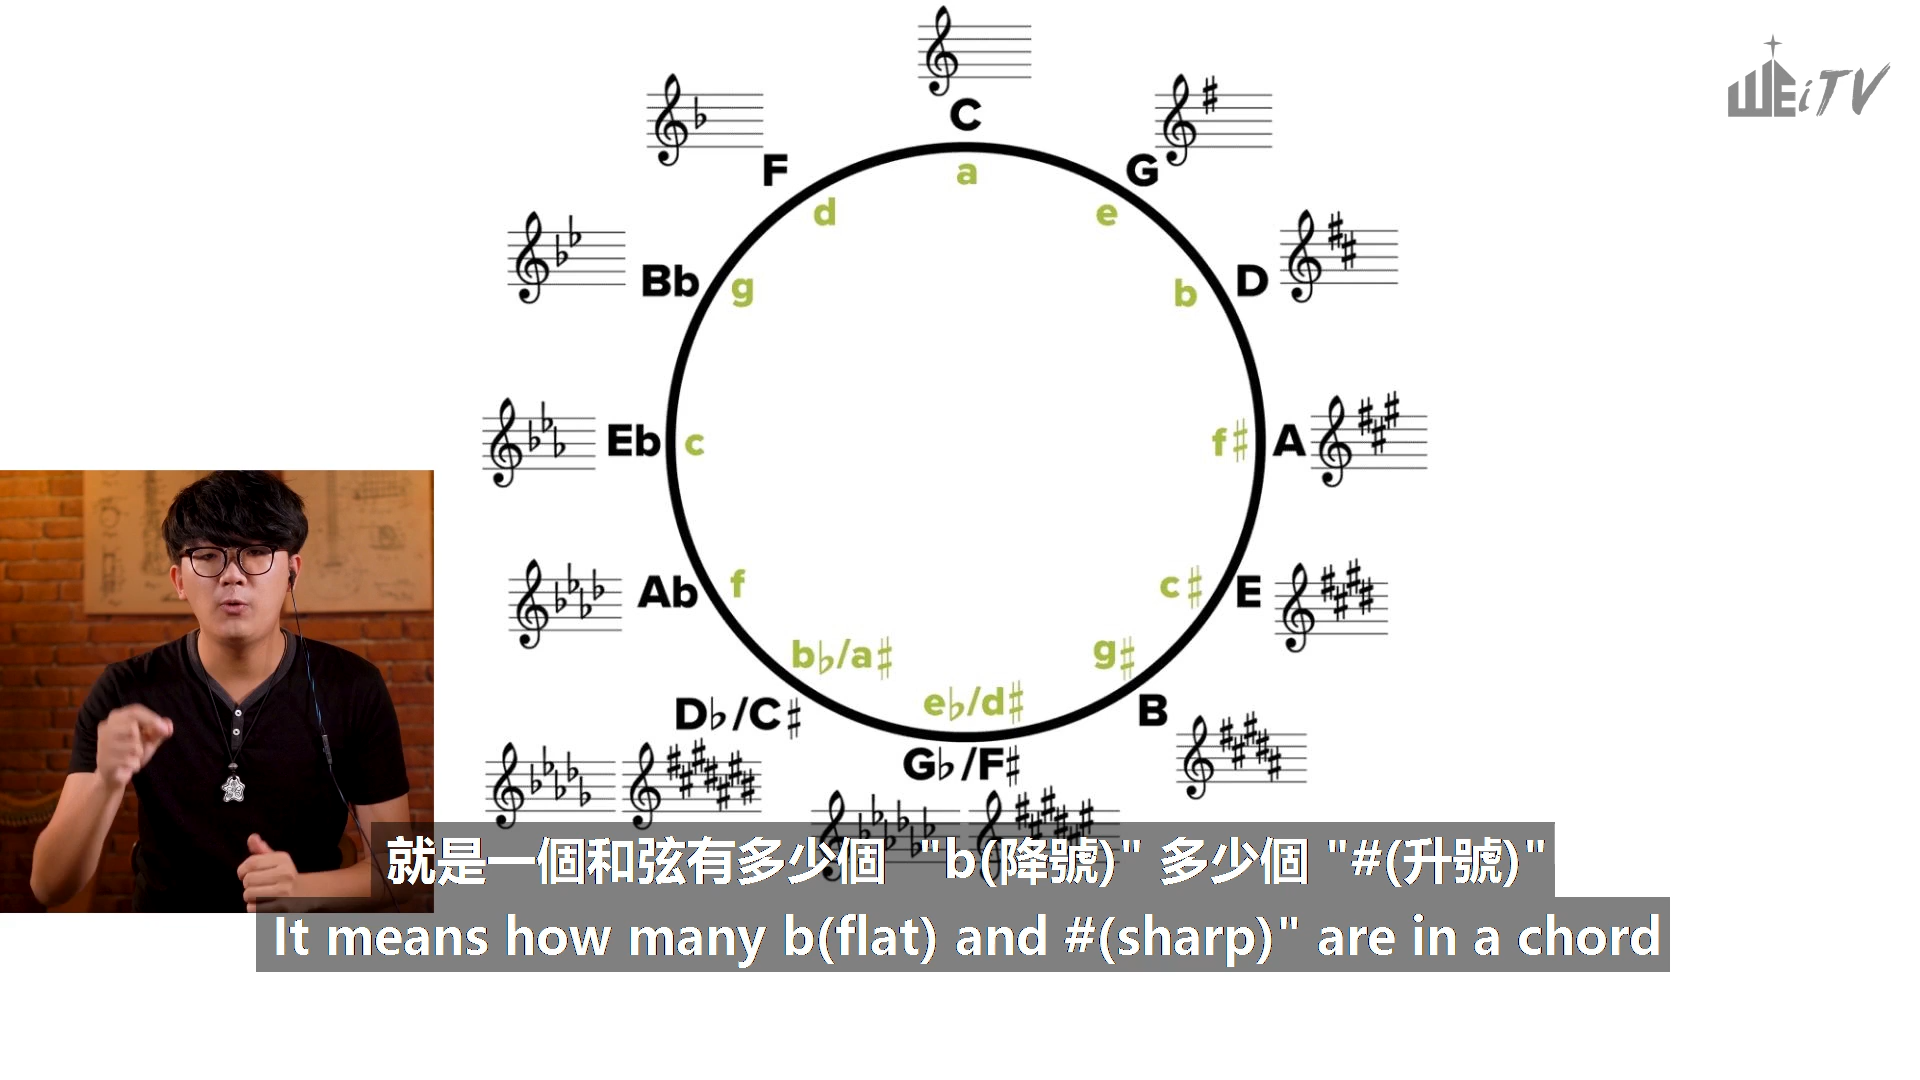 WEiTV
C
F
G
a
d
e
Bb
D
g
b
Eb
A
c
f♯
Ab
E
f
c♯
b♭/a♯
g♯
e♭/d♯
D♭/C♯
B
G♭/F♯
就是一個和弦有多少個 "b(降號)" 多少個 "#(升號)"
It means how many b(flat) and #(sharp)" are in a chord